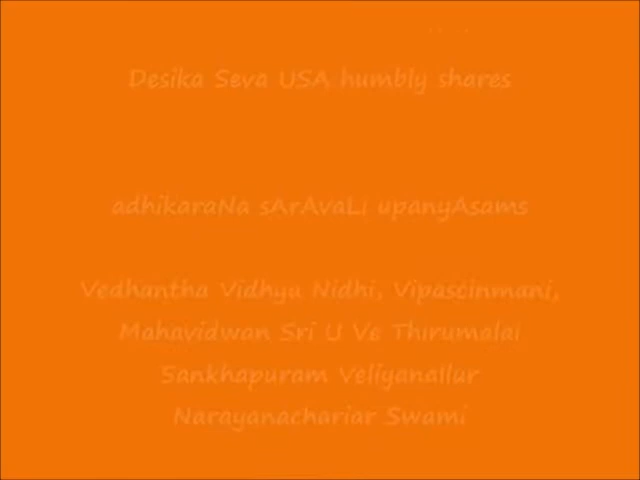 Desika Seva USA humbly shares
adhikaraNa sArAvaLi upanyAsams
Vedhantha Vidhya Nidhi, Vipascinmani,
Mahavidwan Sri U Ve Thirumalai
Sankhapuram Veliyanallur
Narayanachariar Swami